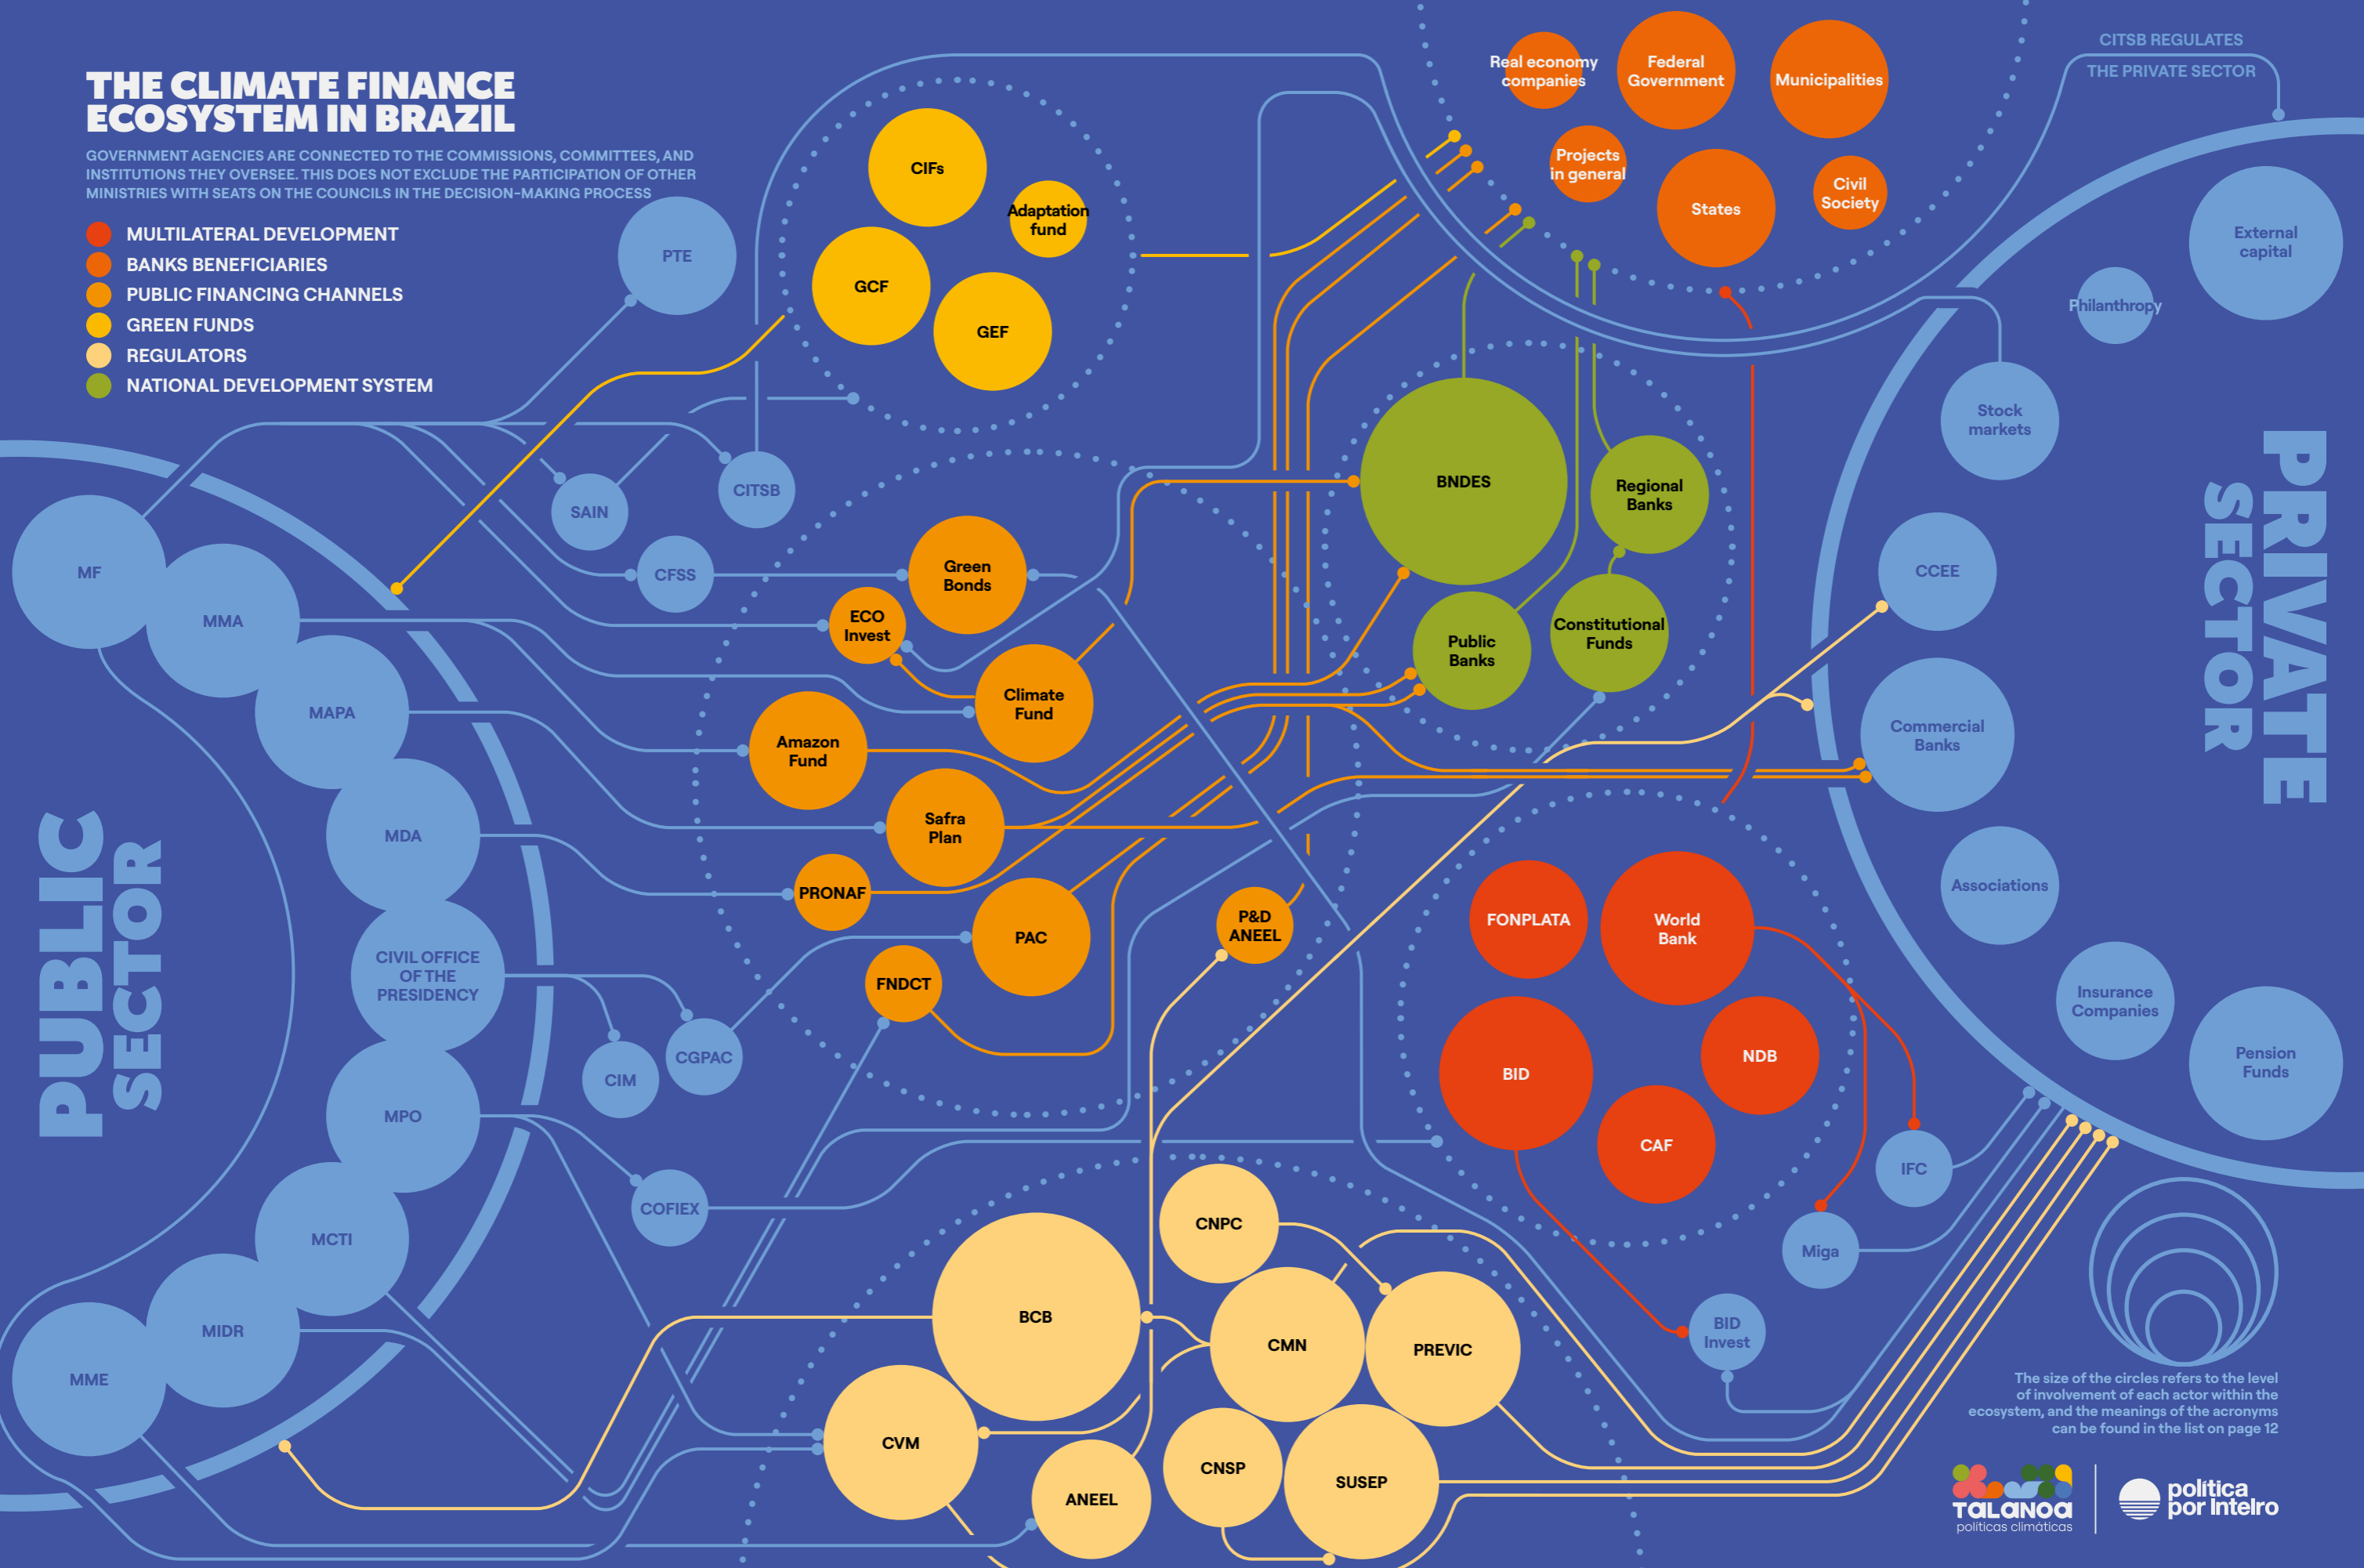 THE CLIMATE FINANCE
ECOSYSTEM IN BRAZIL
GOVERNMENT AGENCIES ARE CONNECTED TO THE COMMISSIONS, COMMITTEES, AND
INSTITUTIONS THEY OVERSEE. THIS DOES NOT EXCLUDE THE PARTICIPATION OF OTHER
MINISTRIES WITH SEATS ON THE COUNCILS IN THE DECISION-MAKING PROCESS
MULTILATERAL DEVELOPMENT
BANKS BENEFICIARIES
PUBLIC FINANCING CHANNELS
GREEN FUNDS
REGULATORS
NATIONAL DEVELOPMENT SYSTEM
PUBLIC
SECTOR
MF
MMA
MAPA
MDA
CIVIL OFFICE
OF THE
PRESIDENCY
MPO
MCTI
MIDR
MME
PTE
SAIN
CITSB
CFSS
CIM
CGPAC
COFIEX
CIFs
Adaptation
fund
GCF
GEF
Green
Bonds
ECO
Invest
Climate
Fund
Amazon
Fund
Safra
Plan
PRONAF
PAC
FNDCT
P&D
ANEEL
BCB
CNPC
CMN
PREVIC
CVM
CNSP
SUSEP
ANEEL
Real economy
companies
Federal
Government
Municipalities
Projects
in general
States
Civil
Society
BNDES
Regional
Banks
Public
Banks
Constitutional
Funds
FONPLATA
World
Bank
BID
NDB
CAF
IFC
Miga
BID
Invest
CITSB REGULATES
THE PRIVATE SECTOR
External
capital
Philanthropy
Stock
markets
CCEE
Commercial
Banks
Associations
Insurance
Companies
Pension
Funds
PRIVATE
SECTOR
The size of the circles refers to the level
of involvement of each actor within the
ecosystem, and the meanings of the acronyms
can be found in the list on page 12
TALANOA
políticas climáticas
política
por inteiro